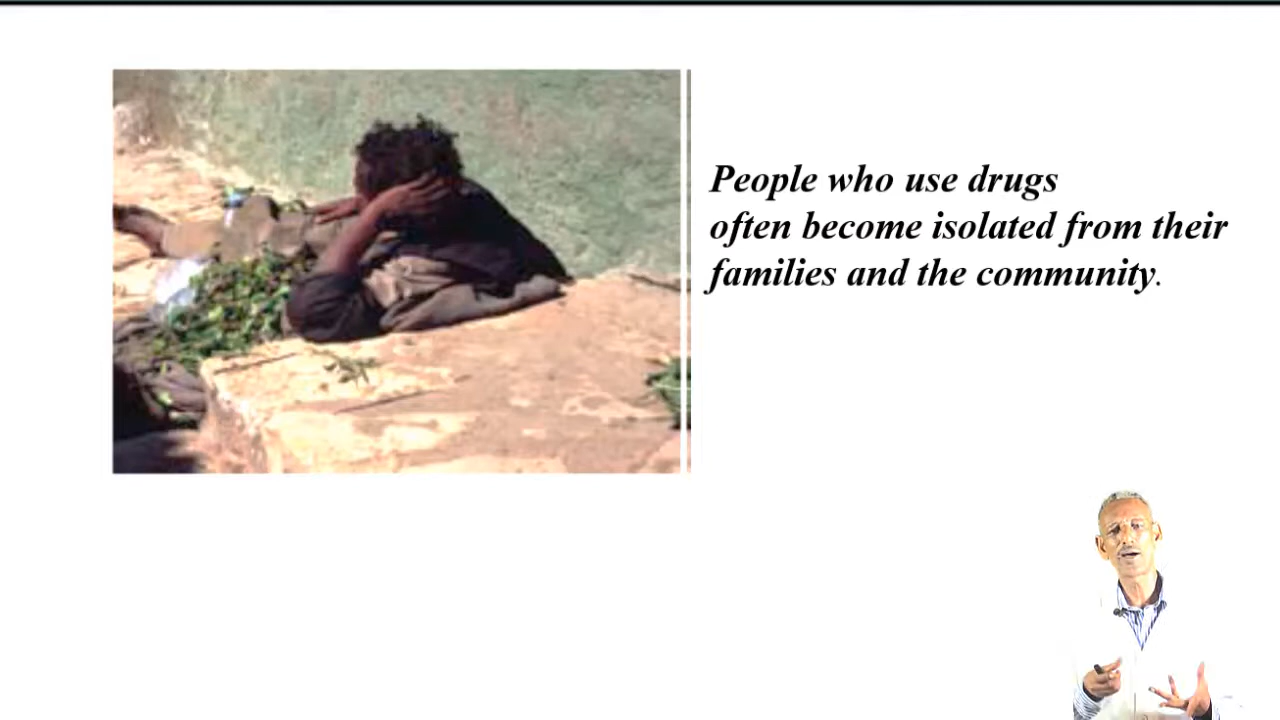 People who use drugs
often become isolated from their
families and the community.